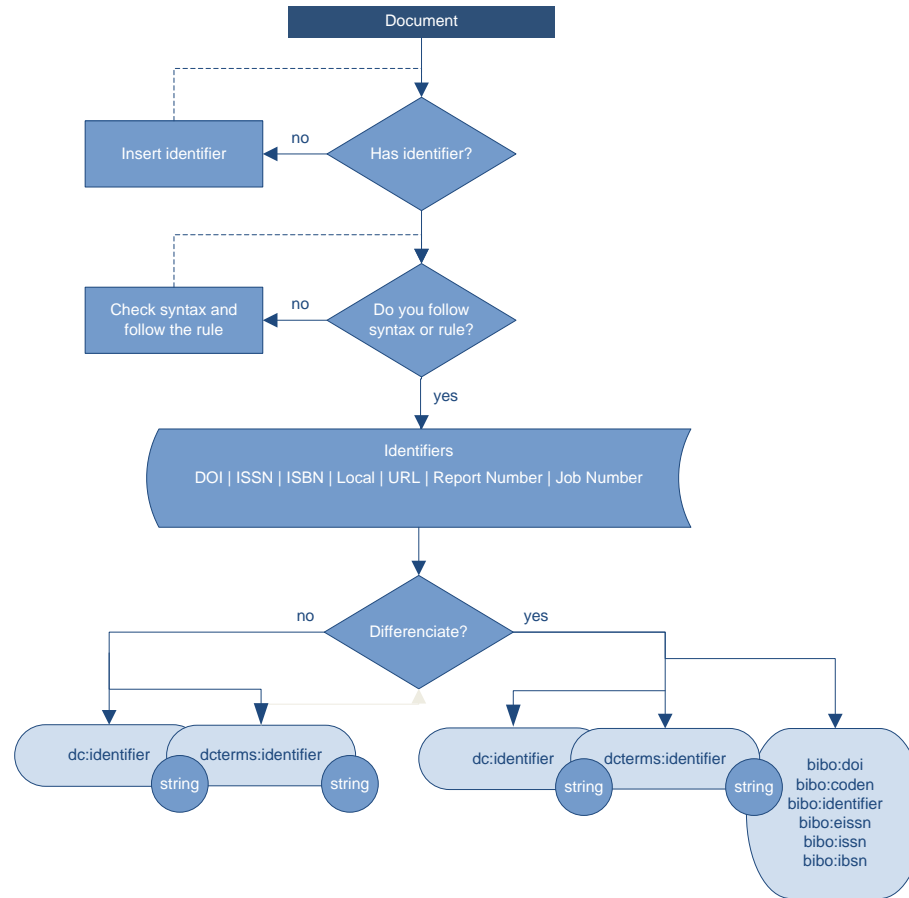 Document
no
Insert identifier
Has identifier?
no
Check syntax and
follow the rule
Do you follow
syntax or rule?
yes
Identifiers
DOI | ISSN | ISBN | Local | URL | Report Number | Job Number
no
yes
Differenciate?
dc:identifier
dcterms:identifier
string
string
dc:identifier
dcterms:identifier
string
string
bibo:doi
bibo:coden
bibo:identifier
bibo:eissn
bibo:issn
bibo:ibsn